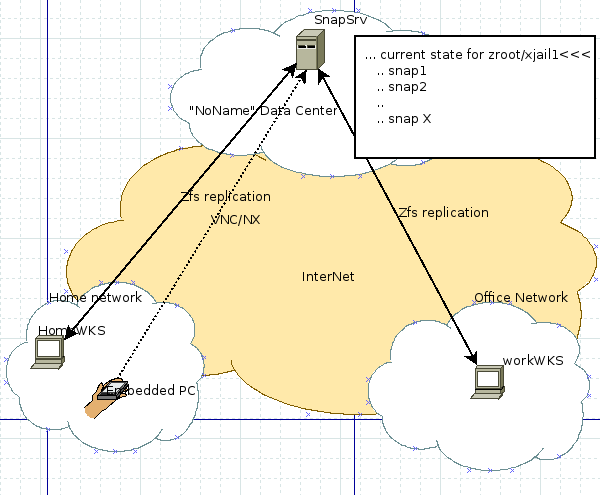 SnapSrv
... current state for zroot/xjail1<<<
.. snap1
.. snap2
..
.. snap X
"NoName" Data Center
Zfs replication
VNC/NX
Zfs replication
InterNet
Home network
Office Network
HomeWKS
workWKS
Embedded PC